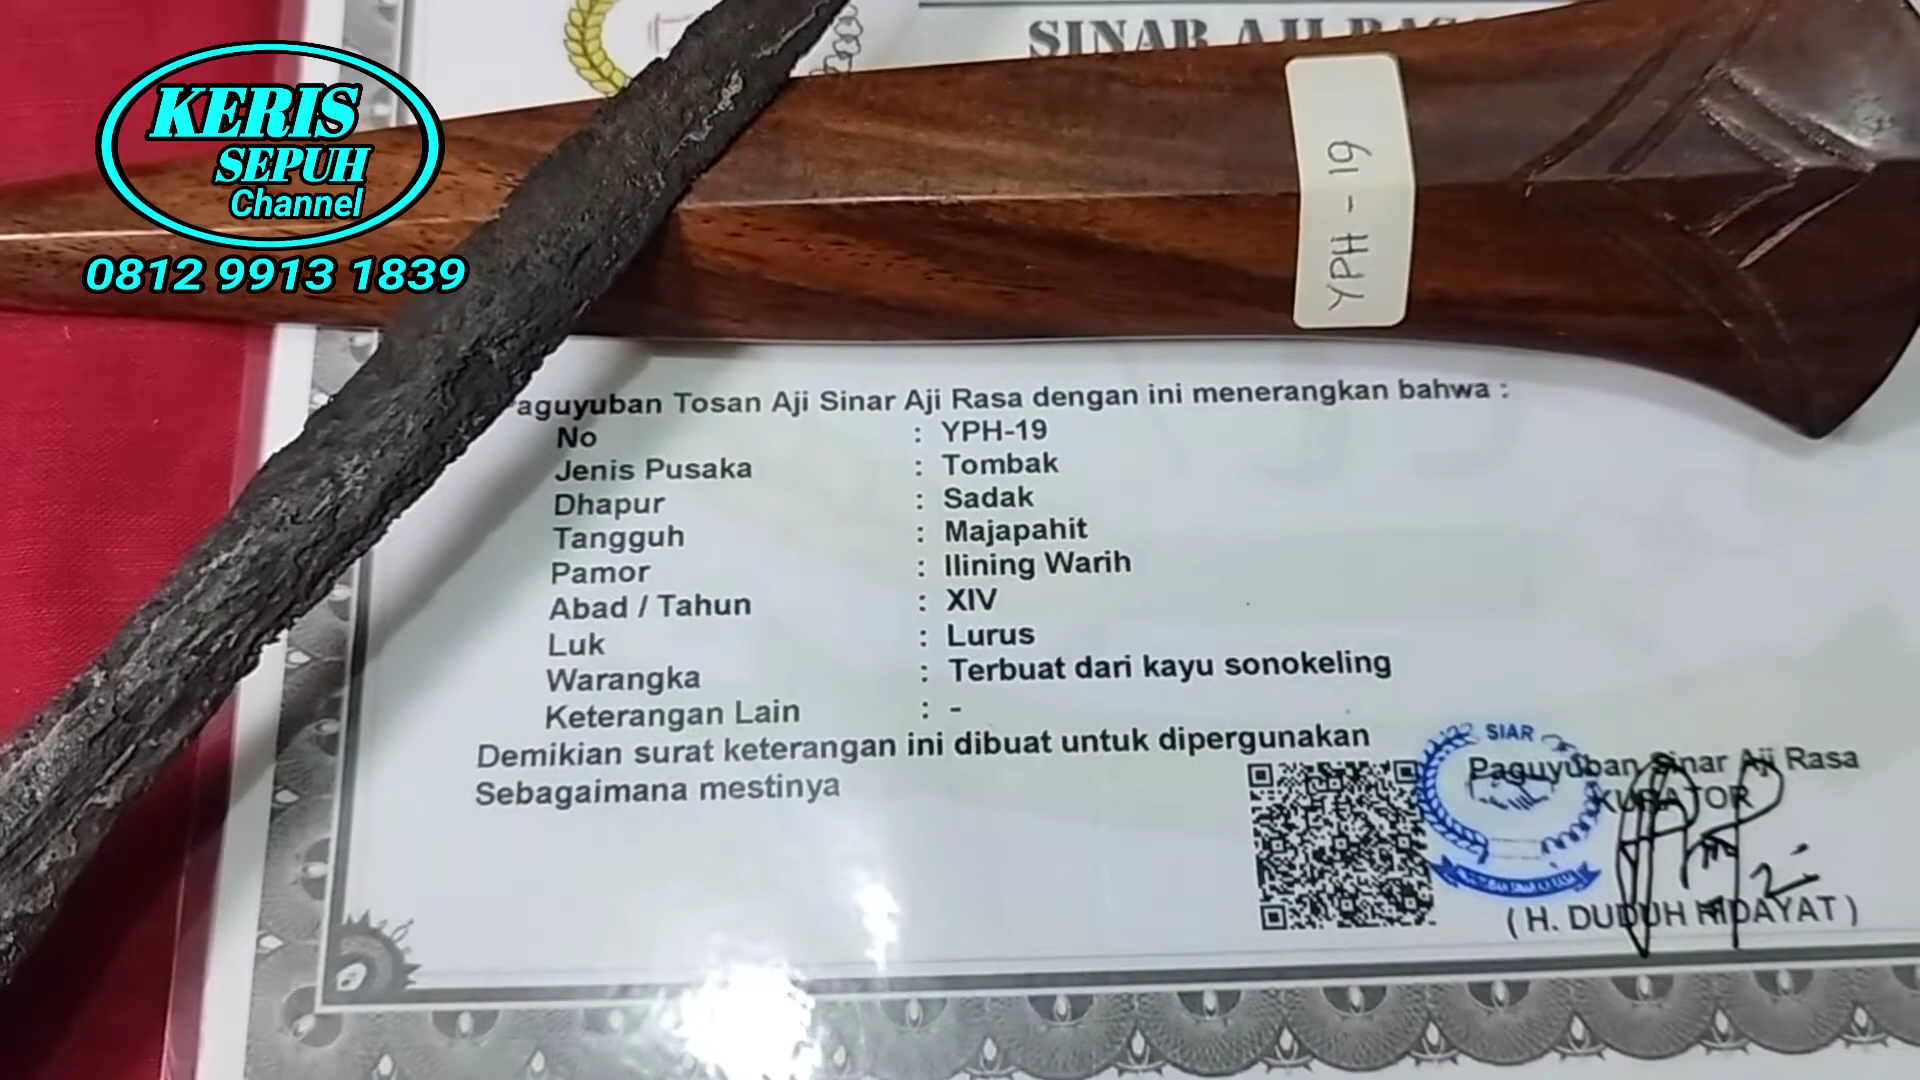 SINAR AJI RASA
KERIS
SEPUH
Channel
0812 9913 1839
YPH - 19
aguyuban Tosan Aji Sinar Aji Rasa dengan ini menerangkan bahwa :
No : YPH-19
Jenis Pusaka : Tombak
Dhapur : Sadak
Tangguh : Majapahit
Pamor : Ilining Warih
Abad / Tahun : XIV
Luk : Lurus
Warangka : Terbuat dari kayu sonokeling
Keterangan Lain : -
Demikian surat keterangan ini dibuat untuk dipergunakan
Sebagaimana mestinya
SIAR
Paguyuban Sinar Aji Rasa
KURATOR
( H. DUDUH HIDAYAT )